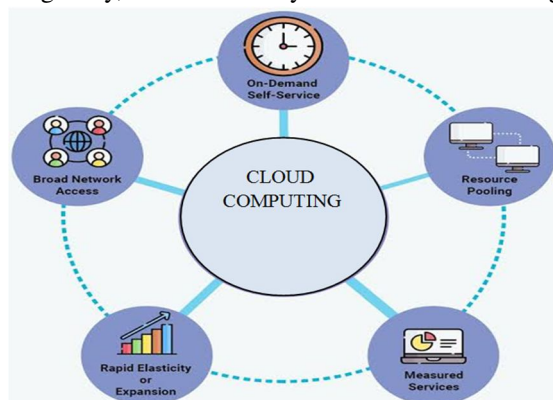 On-Demand
Self-Service
Broad Network
Access
CLOUD
COMPUTING
Resource
Pooling
Rapid Elasticity
or
Expansion
Measured
Services